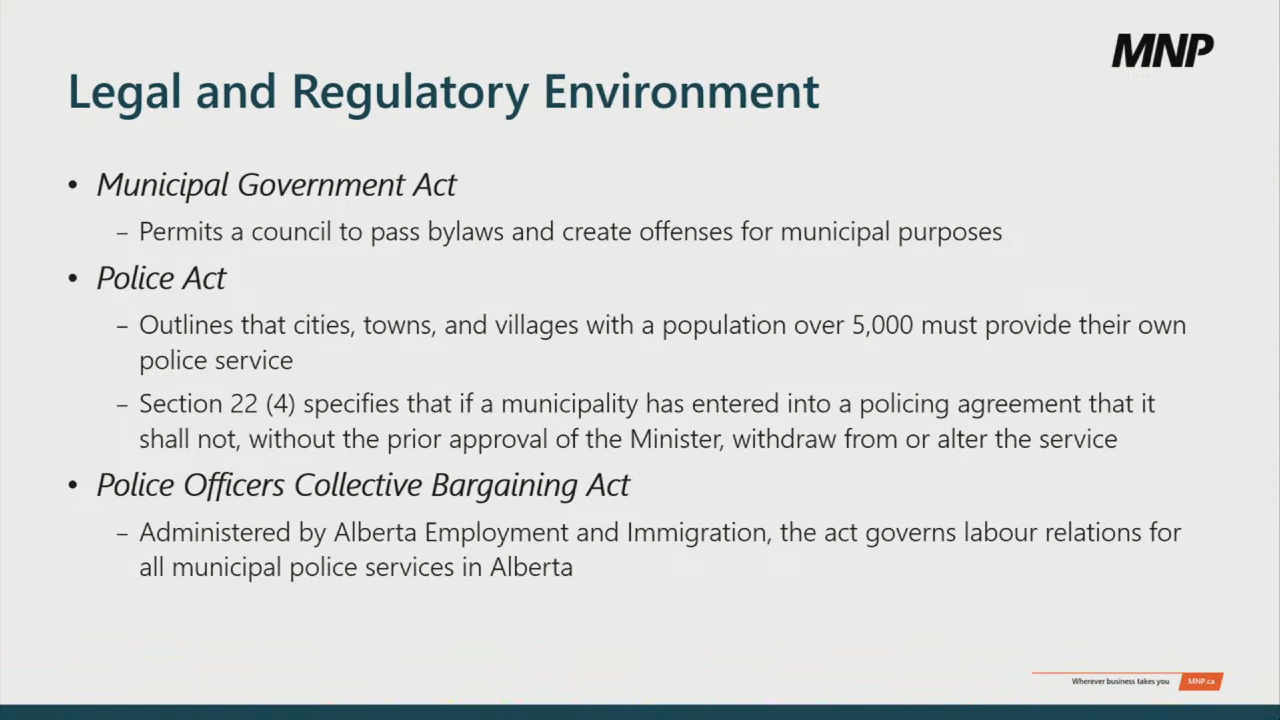 MNP
Legal and Regulatory Environment
• Municipal Government Act
– Permits a council to pass bylaws and create offenses for municipal purposes
• Police Act
– Outlines that cities, towns, and villages with a population over 5,000 must provide their own
police service
– Section 22 (4) specifies that if a municipality has entered into a policing agreement that it
shall not, without the prior approval of the Minister, withdraw from or alter the service
• Police Officers Collective Bargaining Act
– Administered by Alberta Employment and Immigration, the act governs labour relations for
all municipal police services in Alberta
Wherever business takes you MNP.ca